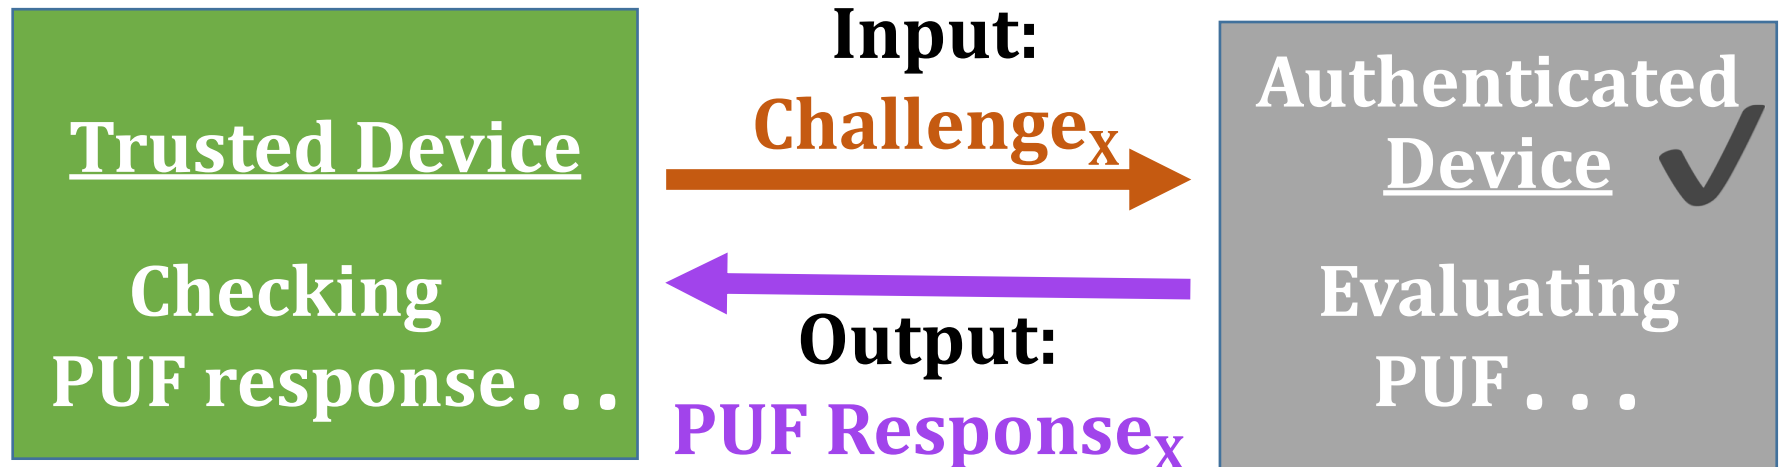 Trusted Device
Checking
PUF response...
Input:
Challengeₓ
Output:
PUF Responseₓ
Authenticated
Device
Evaluating
PUF...